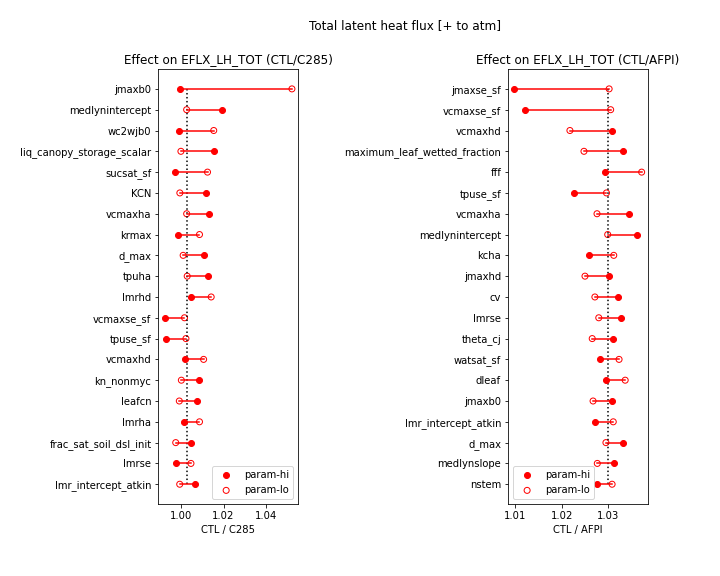 Total latent heat flux [+ to atm]
Effect on EFLX_LH_TOT (CTL/C285)
jmaxb0
medlynintercept
wc2wjb0
liq_canopy_storage_scalar
sucsat_sf
KCN
vcmaxha
krmax
d_max
tpuha
lmrhd
vcmaxse_sf
tpuse_sf
vcmaxhd
kn_nonmyc
leafcn
lmrha
frac_sat_soil_dsl_init
lmrse
lmr_intercept_atkin
param-hi
param-lo
1.00 1.02 1.04
CTL / C285
Effect on EFLX_LH_TOT (CTL/AFPI)
jmaxse_sf
vcmaxse_sf
vcmaxhd
maximum_leaf_wetted_fraction
fff
tpuse_sf
vcmaxha
medlynintercept
kcha
jmaxhd
cv
lmrse
theta_cj
watsat_sf
dleaf
jmaxb0
lmr_intercept_atkin
d_max
medlynslope
nstem
param-hi
param-lo
1.01 1.02 1.03
CTL / AFPI